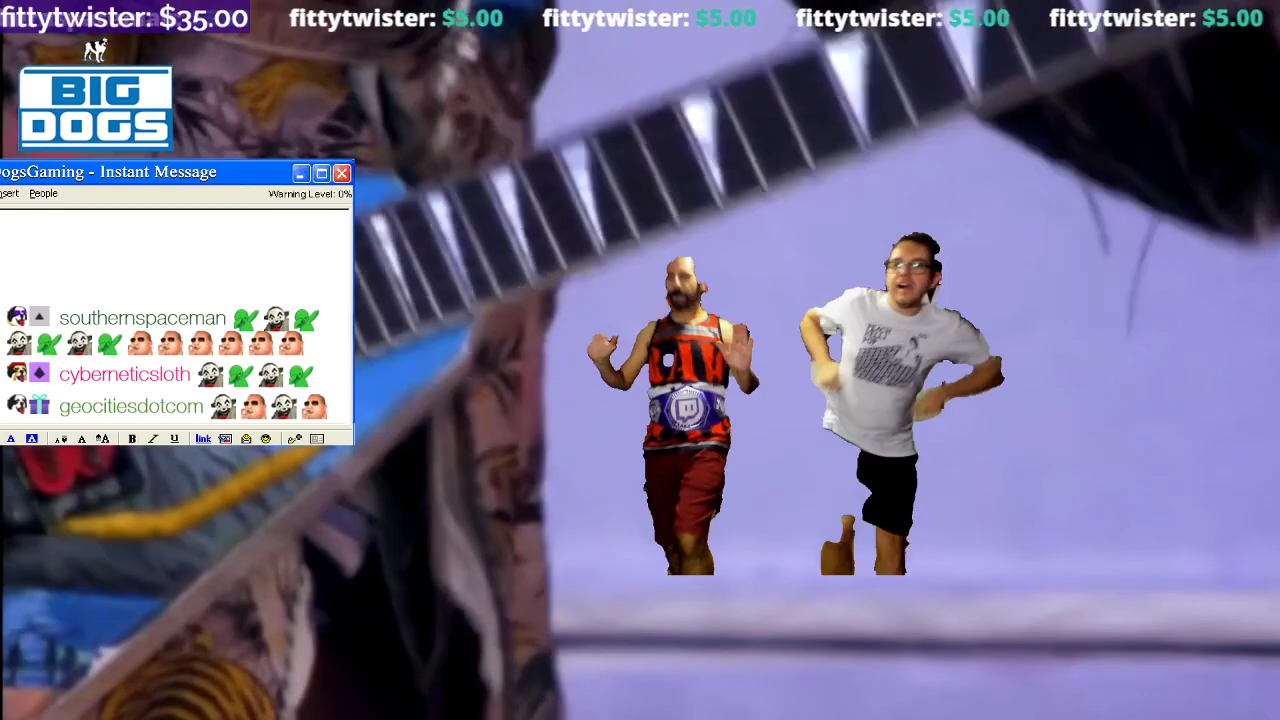 fittytwister: $35.00
fittytwister: $5.00 fittytwister: $5.00 fittytwister: $5.00 fittytwister: $5.00
BIG
DOGS
DogsGaming - Instant Message
sert People Warning Level: 0%
southernspaceman
cyberneticsloth
geocitiesdotcom
A A A A A B I U link